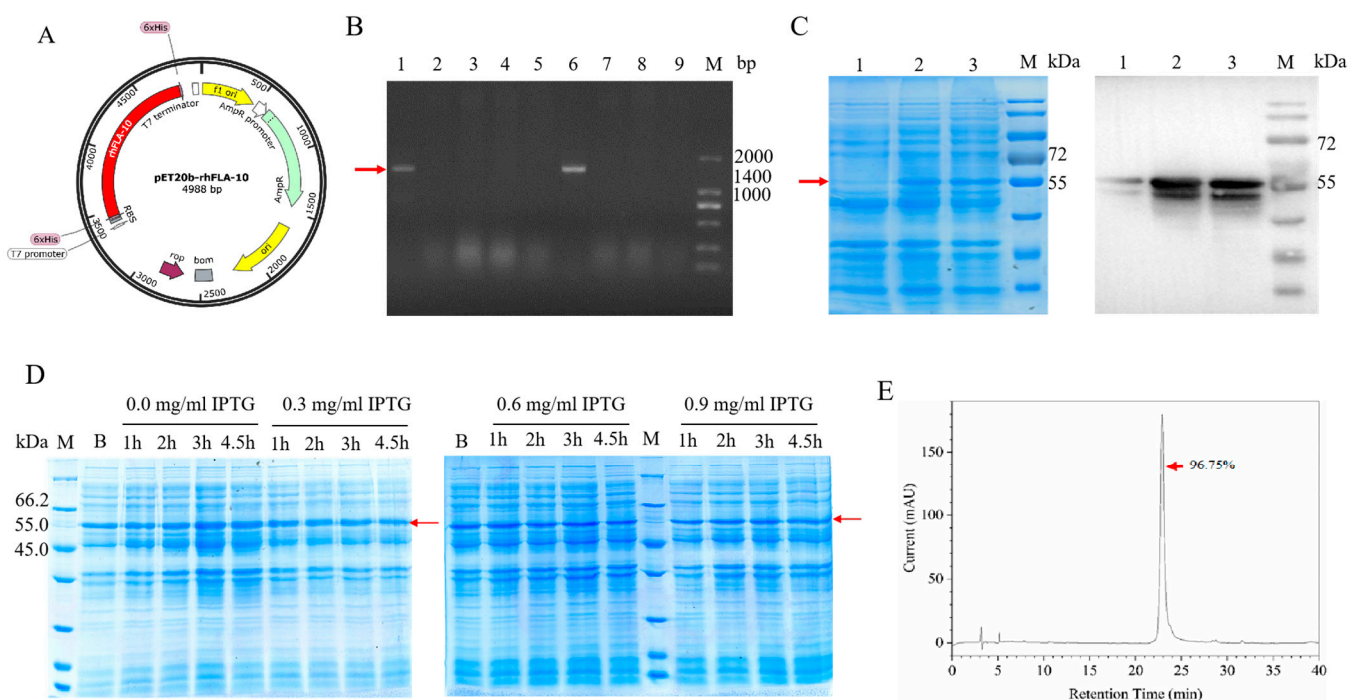 A
6xHis
4500
T7 terminator
f1 ori
500
AmpR promoter
1000
AmpR
1500
ori
2000
2500
bom
rop
3000
T7 promoter
6xHis
RBS
3500
4000
rhFLA-10
pET20b-rhFLA-10
4988 bp
B
1 2 3 4 5 6 7 8 9 M bp
2000
1400
1000
C
1 2 3 M kDa
72
55
1 2 3 M kDa
72
55
D
0.0 mg/ml IPTG 0.3 mg/ml IPTG
kDa M B 1h 2h 3h 4.5h 1h 2h 3h 4.5h
66.2
55.0
45.0
0.6 mg/ml IPTG 0.9 mg/ml IPTG
B 1h 2h 3h 4.5h M 1h 2h 3h 4.5h
E
150
100
50
0
Current (mAU)
96.75%
0 5 10 15 20 25 30 40
Retention Time (min)